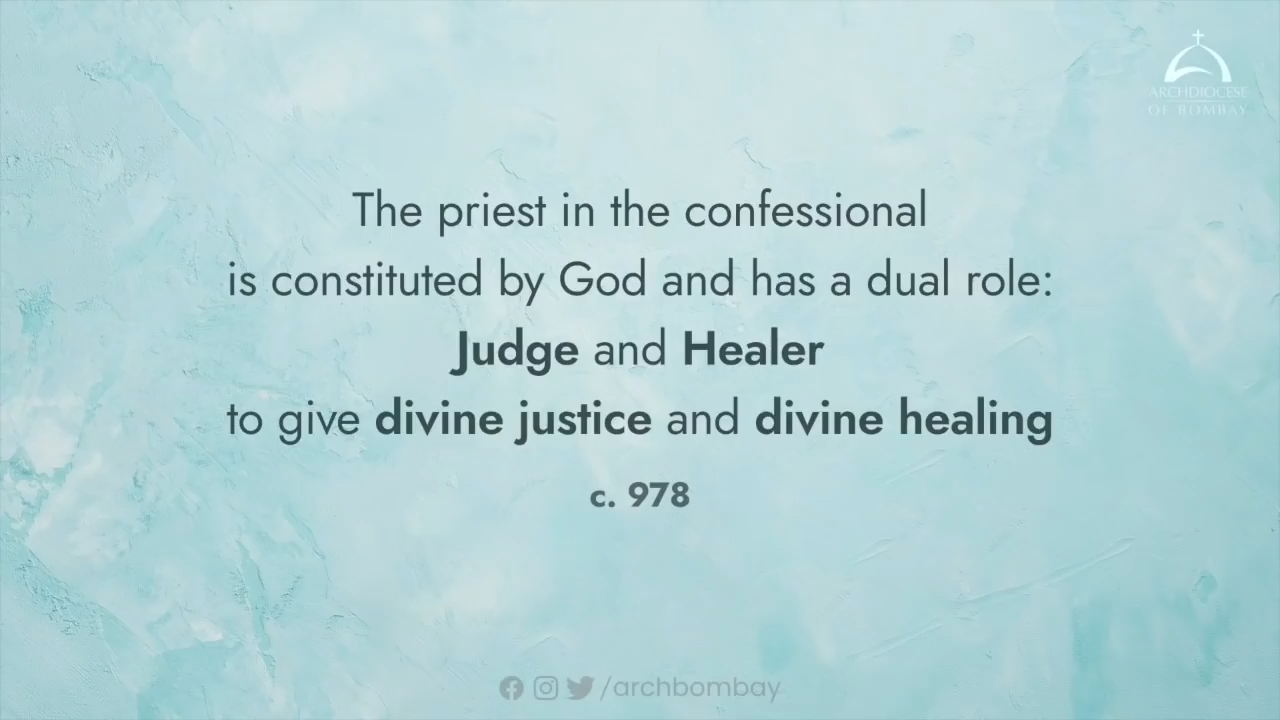 ARCHDIOCESE
OF BOMBAY
The priest in the confessional
is constituted by God and has a dual role:
Judge and Healer
to give divine justice and divine healing
c. 978
/archbombay